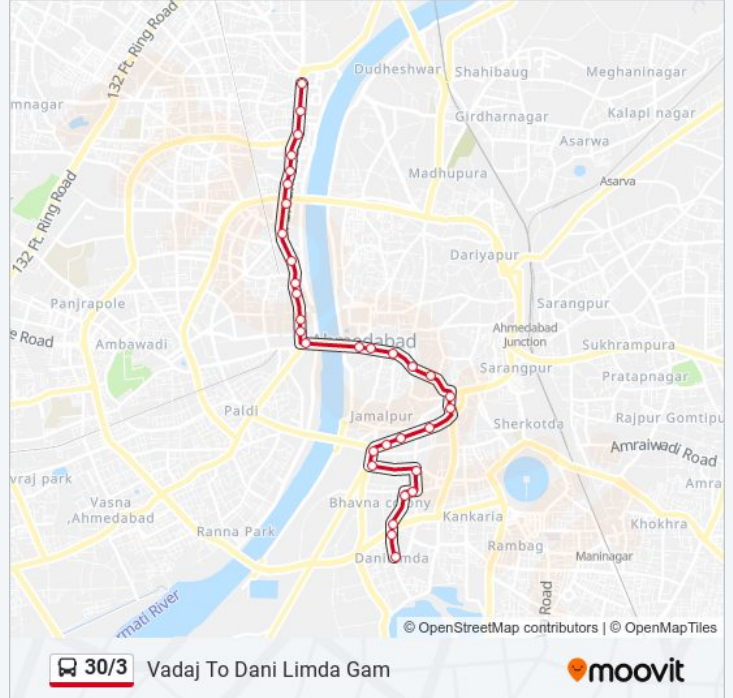 132 Ft. Ring Road
Dudheshwar
Shahibaug
Meghaninagar
mnagar
Girdharnagar
Kalapi nagar
Asarwa
Madhupura
Asarva
132 Ft. Ring Road
Dariyapur
Panjrapole
Sarangpur
e Road
Ambawadi
Ahmedabad
Ahmedabad
Junction
Sukhrampura
Sarangpur
Pratapnagar
Paldi
Jamalpur
Sherkotda
Rajpur Gomtipu
Amraiwadi Road
vraj park
Amra
Vasna
,Ahmedabad
Bhavna colony
Kankaria
Khokhra
Ranna Park
Rambag
Maninagar
Danilimda
rmati River
Road
© OpenStreetMap contributors | © OpenMapTiles
30/3 Vadaj To Dani Limda Gam
moovit